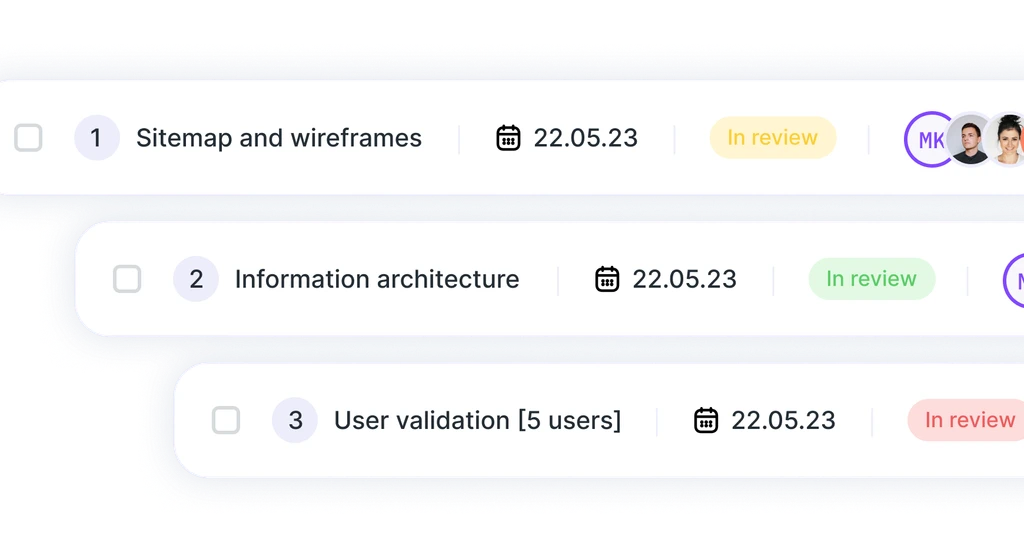 1 Sitemap and wireframes 22.05.23 In review MK
2 Information architecture 22.05.23 In review
3 User validation [5 users] 22.05.23 In review